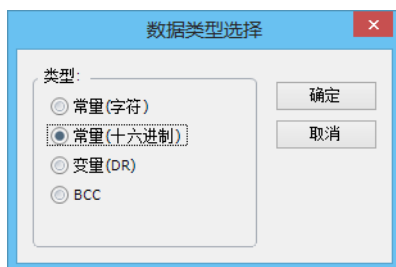 数据类型选择
类型:
常量(字符)
常量(十六进制)
变量(DR)
BCC
确定
取消